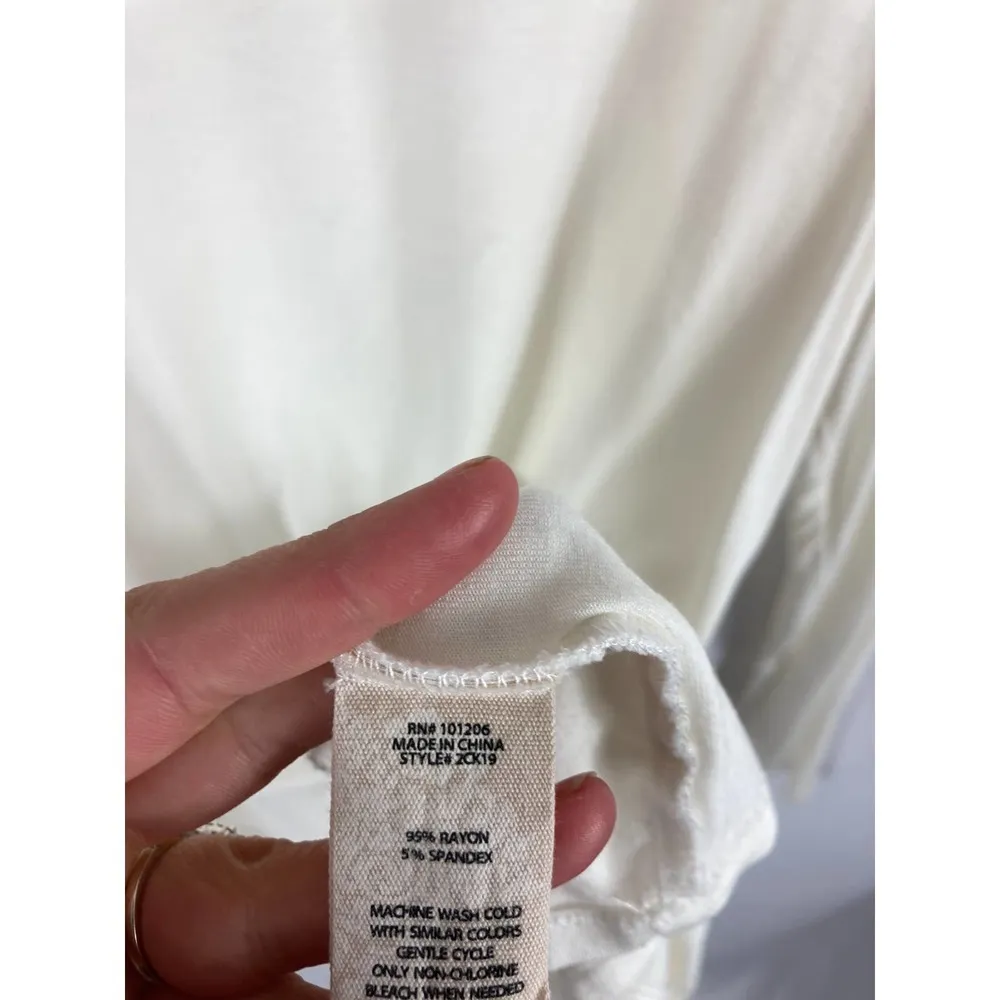 RN# 101206
MADE IN CHINA
STYLE# 2CK19
95% RAYON
5% SPANDEX
MACHINE WASH COLD
WITH SIMILAR COLORS
GENTLE CYCLE
ONLY NON-CHLORINE
BLEACH WHEN NEEDED